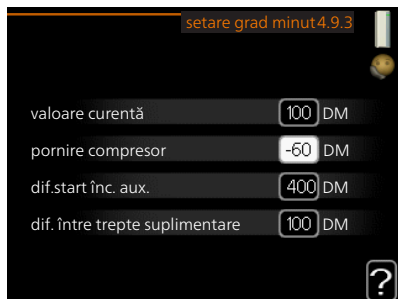 setare grad minut 4.9.3
valoare curentă 100 DM
pornire compresor -60 DM
dif.start înc. aux. 400 DM
dif. între trepte suplimentare 100 DM
?